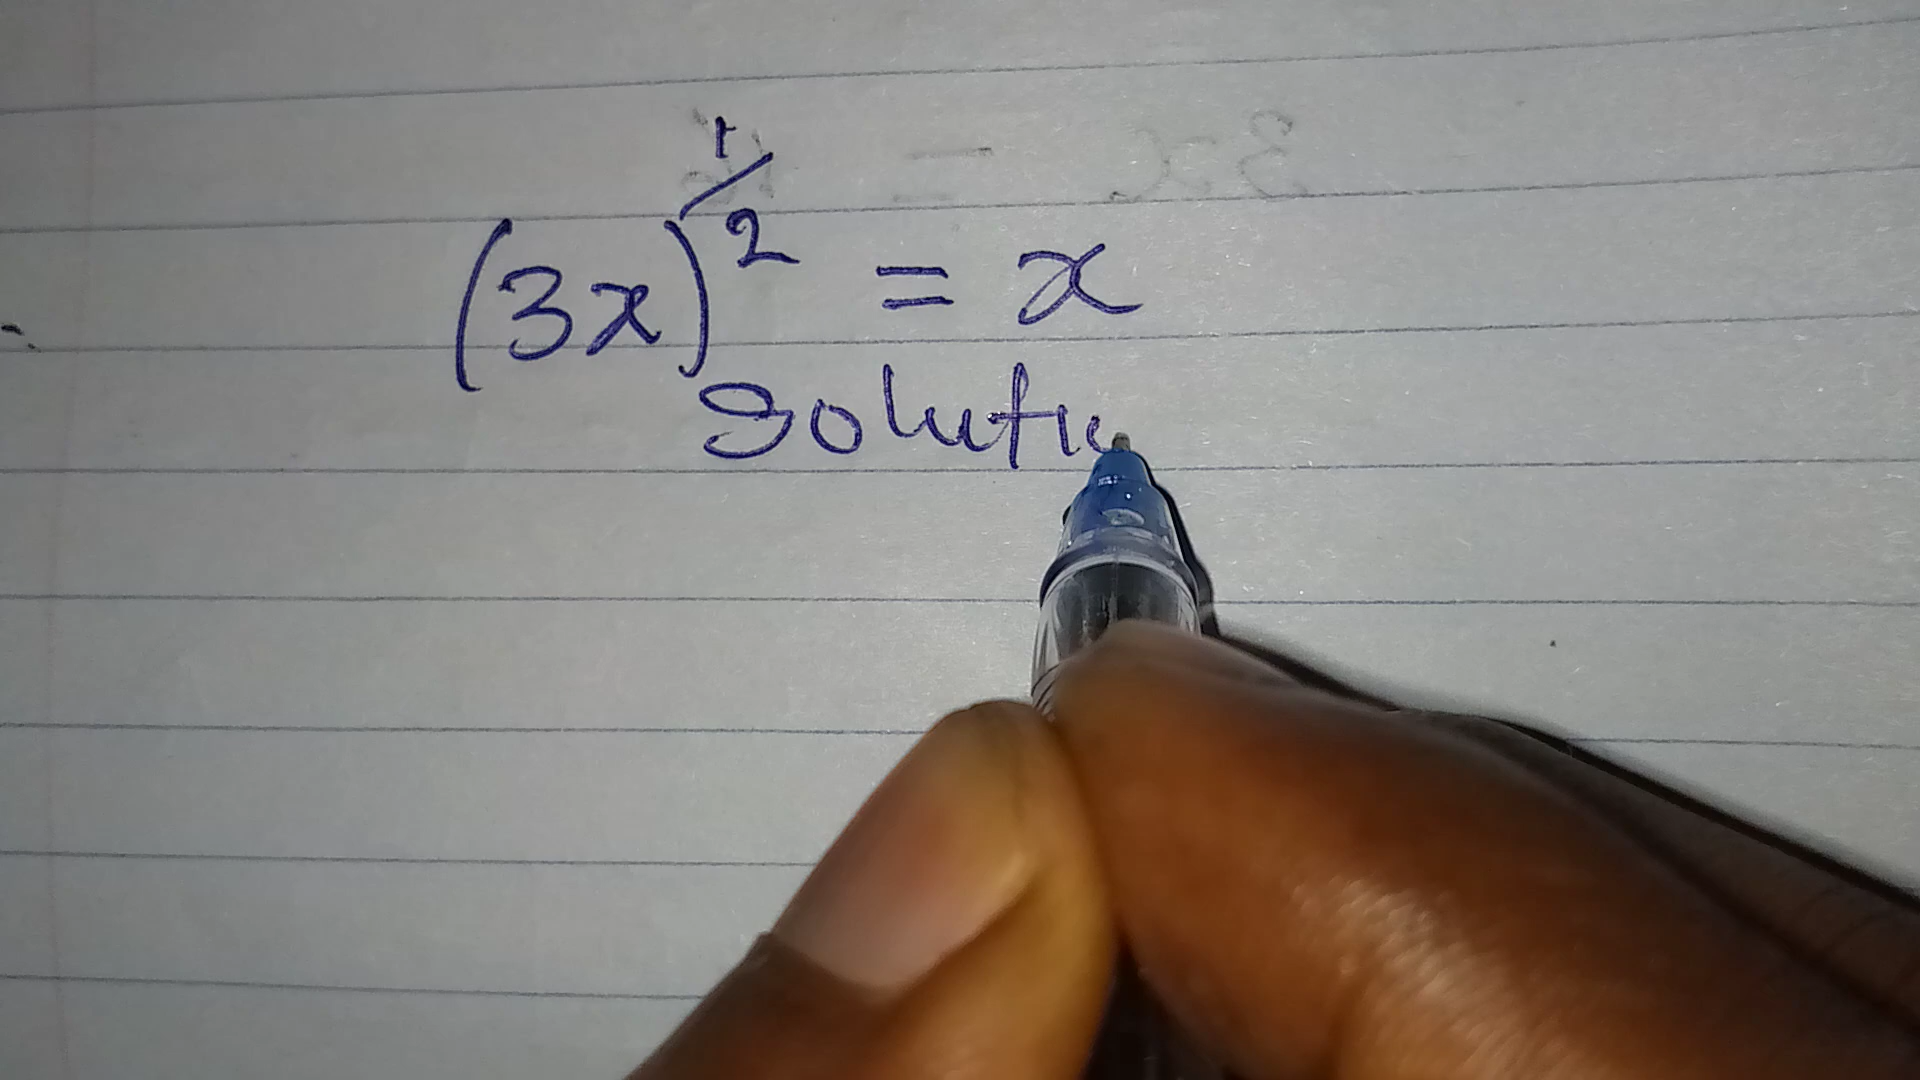 (3x)^{1/2} = x
Solutio